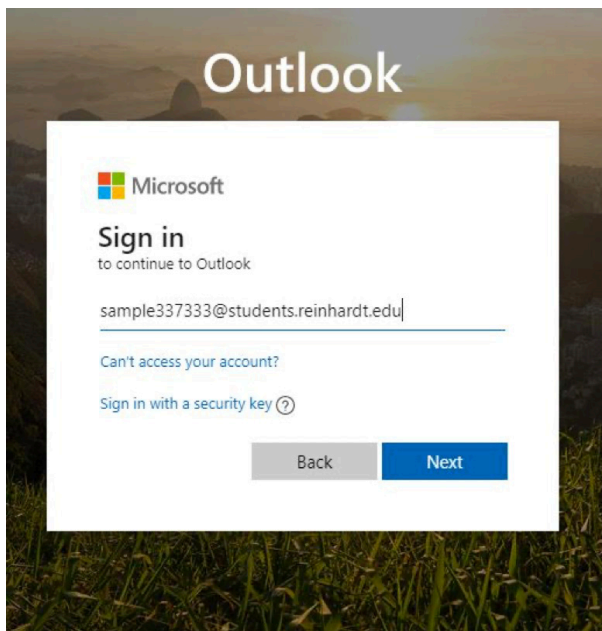 Outlook
Microsoft
Sign in
to continue to Outlook
sample337333@students.reinhardt.edu
Can't access your account?
Sign in with a security key ?
Back Next